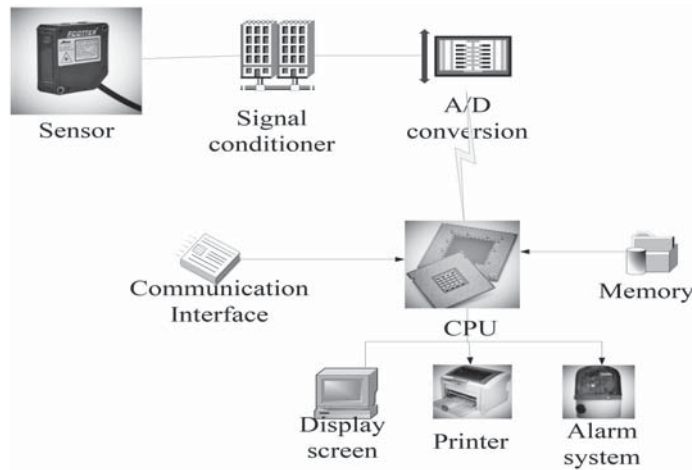 Sensor
Signal
conditioner
A/D
conversion
Communication
Interface
CPU
Memory
Display
screen
Printer
Alarm
system